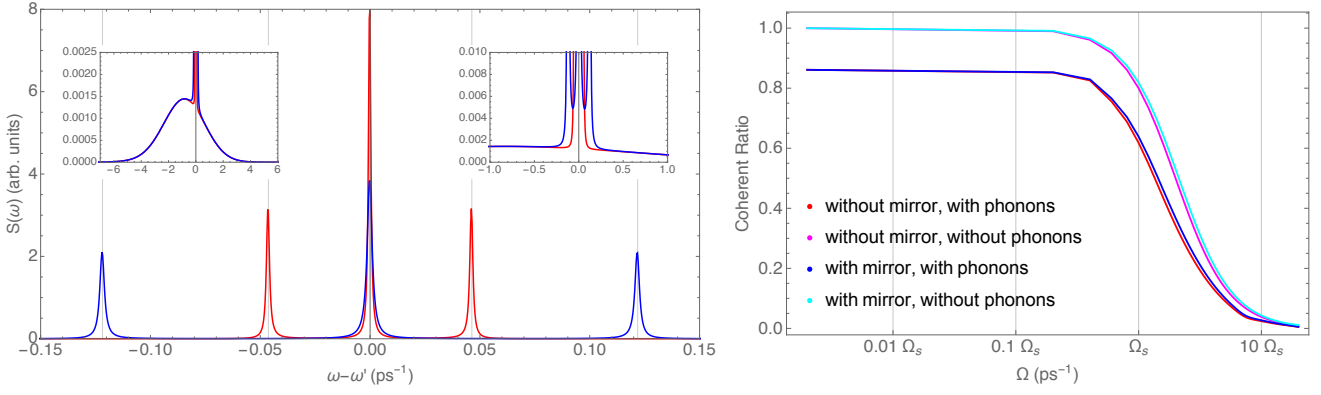 S(ω) (arb. units)
8
6
4
2
0
0.0025
0.0020
0.0015
0.0010
0.0005
0.0000
−6 −4 −2 0 2 4 6
0.010
0.008
0.006
0.004
0.002
0.000
−1.0 −0.5 0.0 0.5 1.0
−0.15 −0.10 −0.05 0.00 0.05 0.10 0.15
ω−ω' (ps⁻¹)
Coherent Ratio
1.0
0.8
0.6
0.4
0.2
0.0
without mirror, with phonons
without mirror, without phonons
with mirror, with phonons
with mirror, without phonons
0.01 Ωₛ 0.1 Ωₛ Ωₛ 10 Ωₛ
Ω (ps⁻¹)